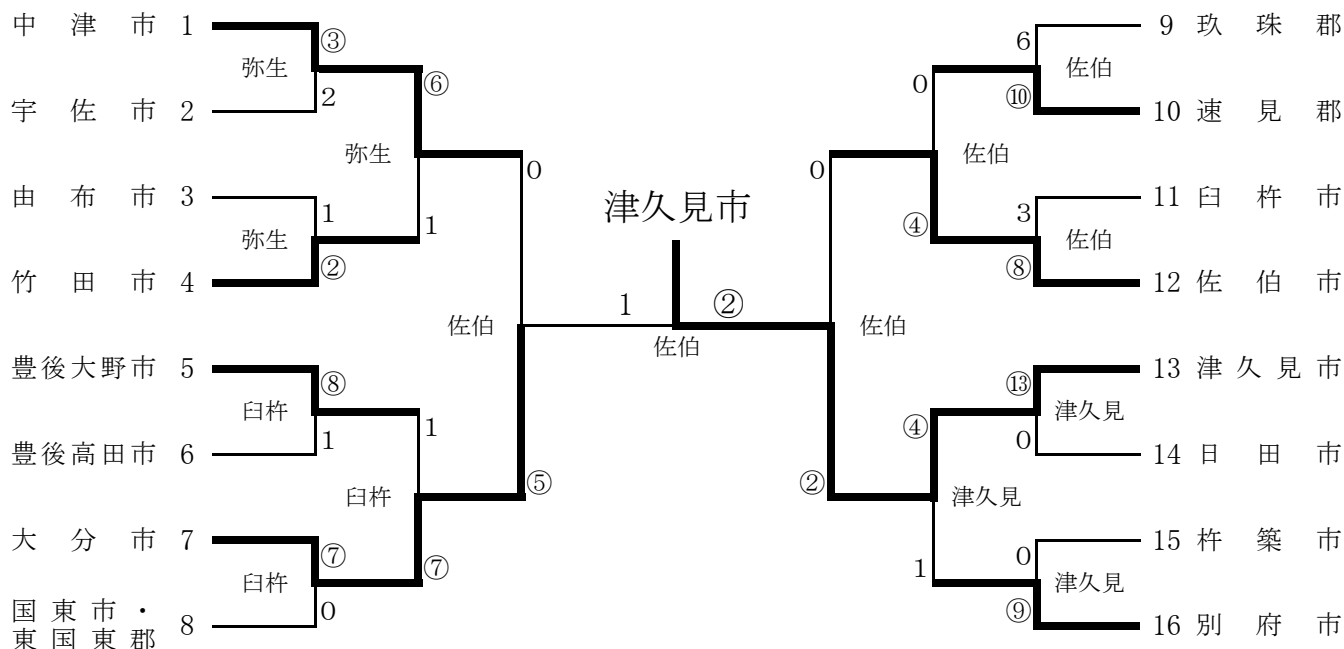 中津市 1
③
弥生
2
宇佐市 2
⑥
弥生
由布市 3
1
弥生
②
竹田市 4
1
0
佐伯
豊後大野市 5
⑧
臼杵
1
豊後高田市 6
1
臼杵
⑤
大分市 7
⑦
臼杵
0
国東市・
東国東郡 8
⑦
津久見市
1 ②
佐伯
9 玖珠郡
6
佐伯
⑩
10 速見郡
0
佐伯
④
11 臼杵市
3
佐伯
⑧
12 佐伯市
0
佐伯
②
13 津久見市
⑬
津久見
0
14 日田市
④
津久見
1
15 杵築市
0
津久見
⑨
16 別府市